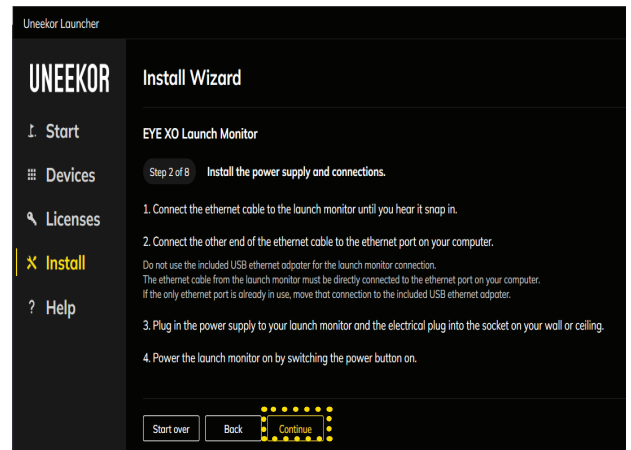 Uneekor Launcher
UNEEKOR
Start
Devices
Licenses
Install
? Help
Install Wizard
EYE XO Launch Monitor
Step 2 of 8 Install the power supply and connections.
1. Connect the ethernet cable to the launch monitor until you hear it snap in.
2. Connect the other end of the ethernet cable to the ethernet port on your computer.
Do not use the included USB ethernet adpater for the launch monitor connection.
The ethernet cable from the launch monitor must be directly connected to the ethernet port on your computer.
If the only ethernet port is already in use, move that connection to the included USB ethernet adpater.
3. Plug in the power supply to your launch monitor and the electrical plug into the socket on your wall or ceiling.
4. Power the launch monitor on by switching the power button on.
Start over Back Continue